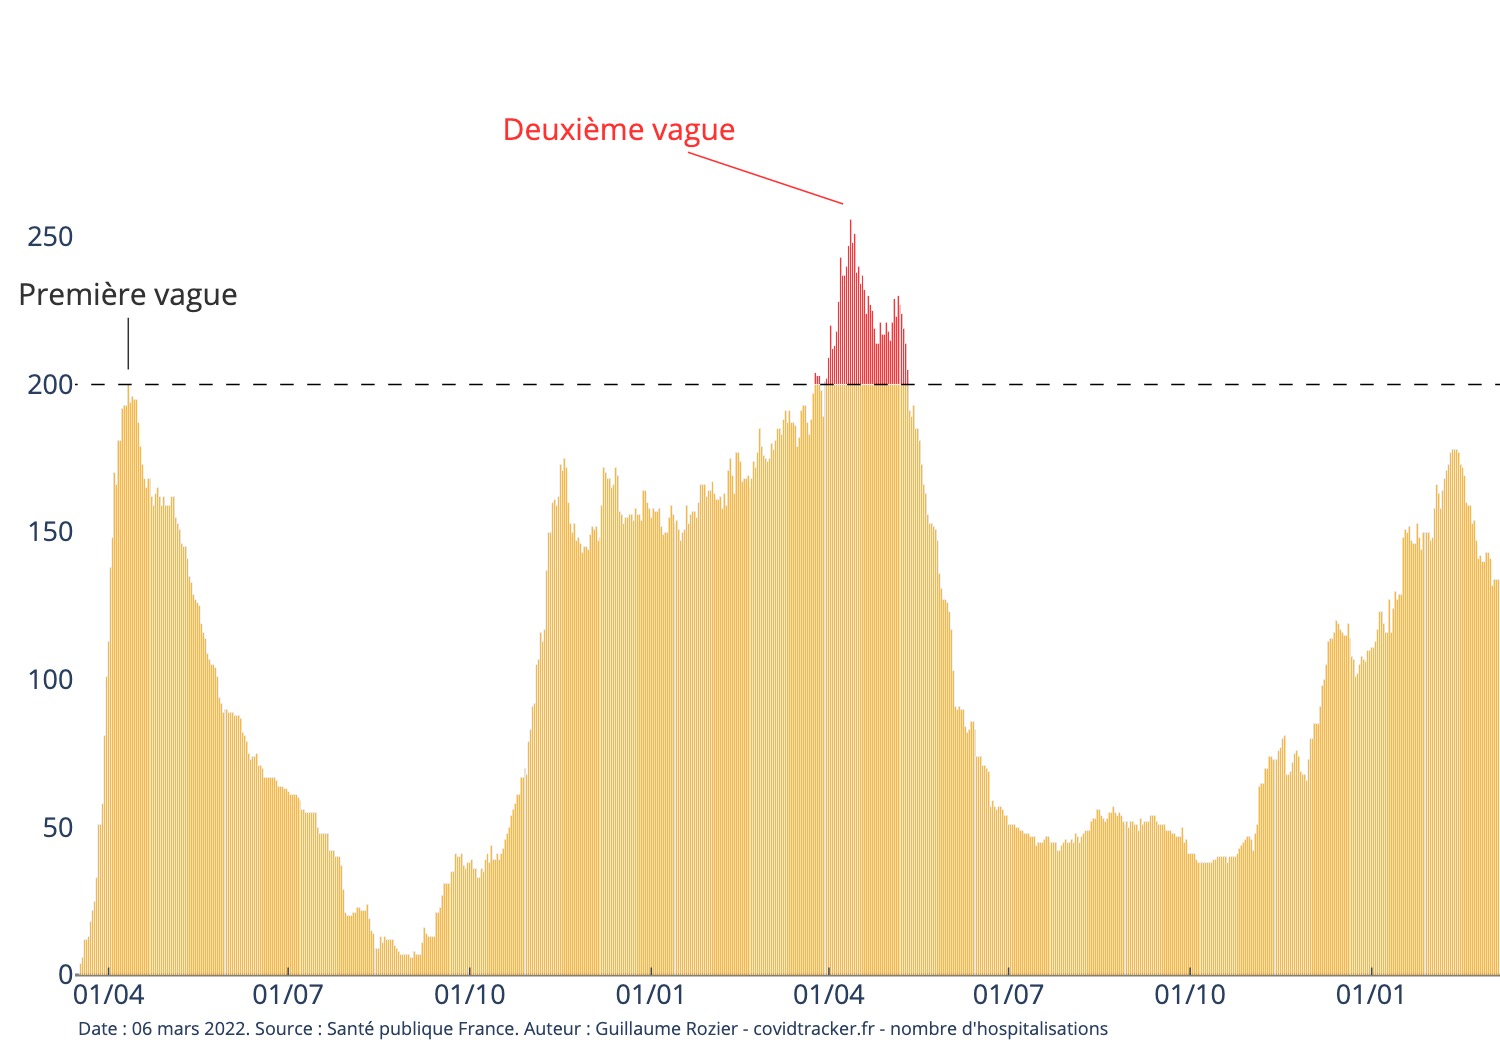 Deuxième vague
250
Première vague
200
150
100
50
0
01/04 01/07 01/10 01/01 01/04 01/07 01/10 01/01
Date : 06 mars 2022. Source : Santé publique France. Auteur : Guillaume Rozier - covidtracker.fr - nombre d'hospitalisations